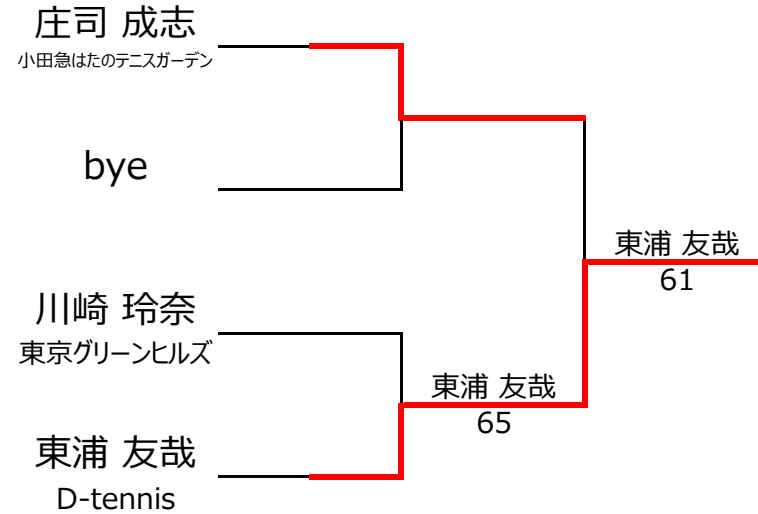 庄司 成志
小田急はたのテニスガーデン
bye
川崎 玲奈
東京グリーンヒルズ
東浦 友哉
D-tennis
東浦 友哉
65
東浦 友哉
61